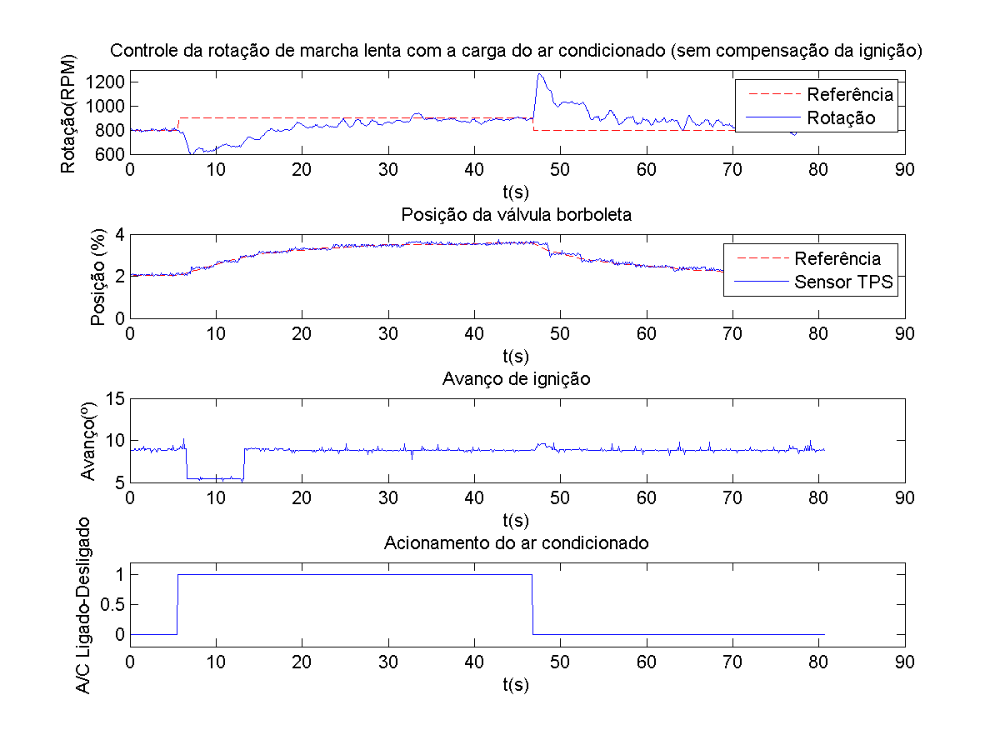 Controle da rotação de marcha lenta com a carga do ar condicionado (sem compensação da ignição)
Rotação(RPM)
1300
1000
800
600
Referência
Rotação
0 10 20 30 40 50 60 70 80 90
t(s)
Posição da válvula borboleta
Posição (%)
4
2
0
Referência
Sensor TPS
0 10 20 30 40 50 60 70 80 90
t(s)
Avanço de ignição
Avanço(º)
15
10
5
0 10 20 30 40 50 60 70 80 90
t(s)
Acionamento do ar condicionado
A/C Ligado-Desligado
1
0.5
0
0 10 20 30 40 50 60 70 80 90
t(s)